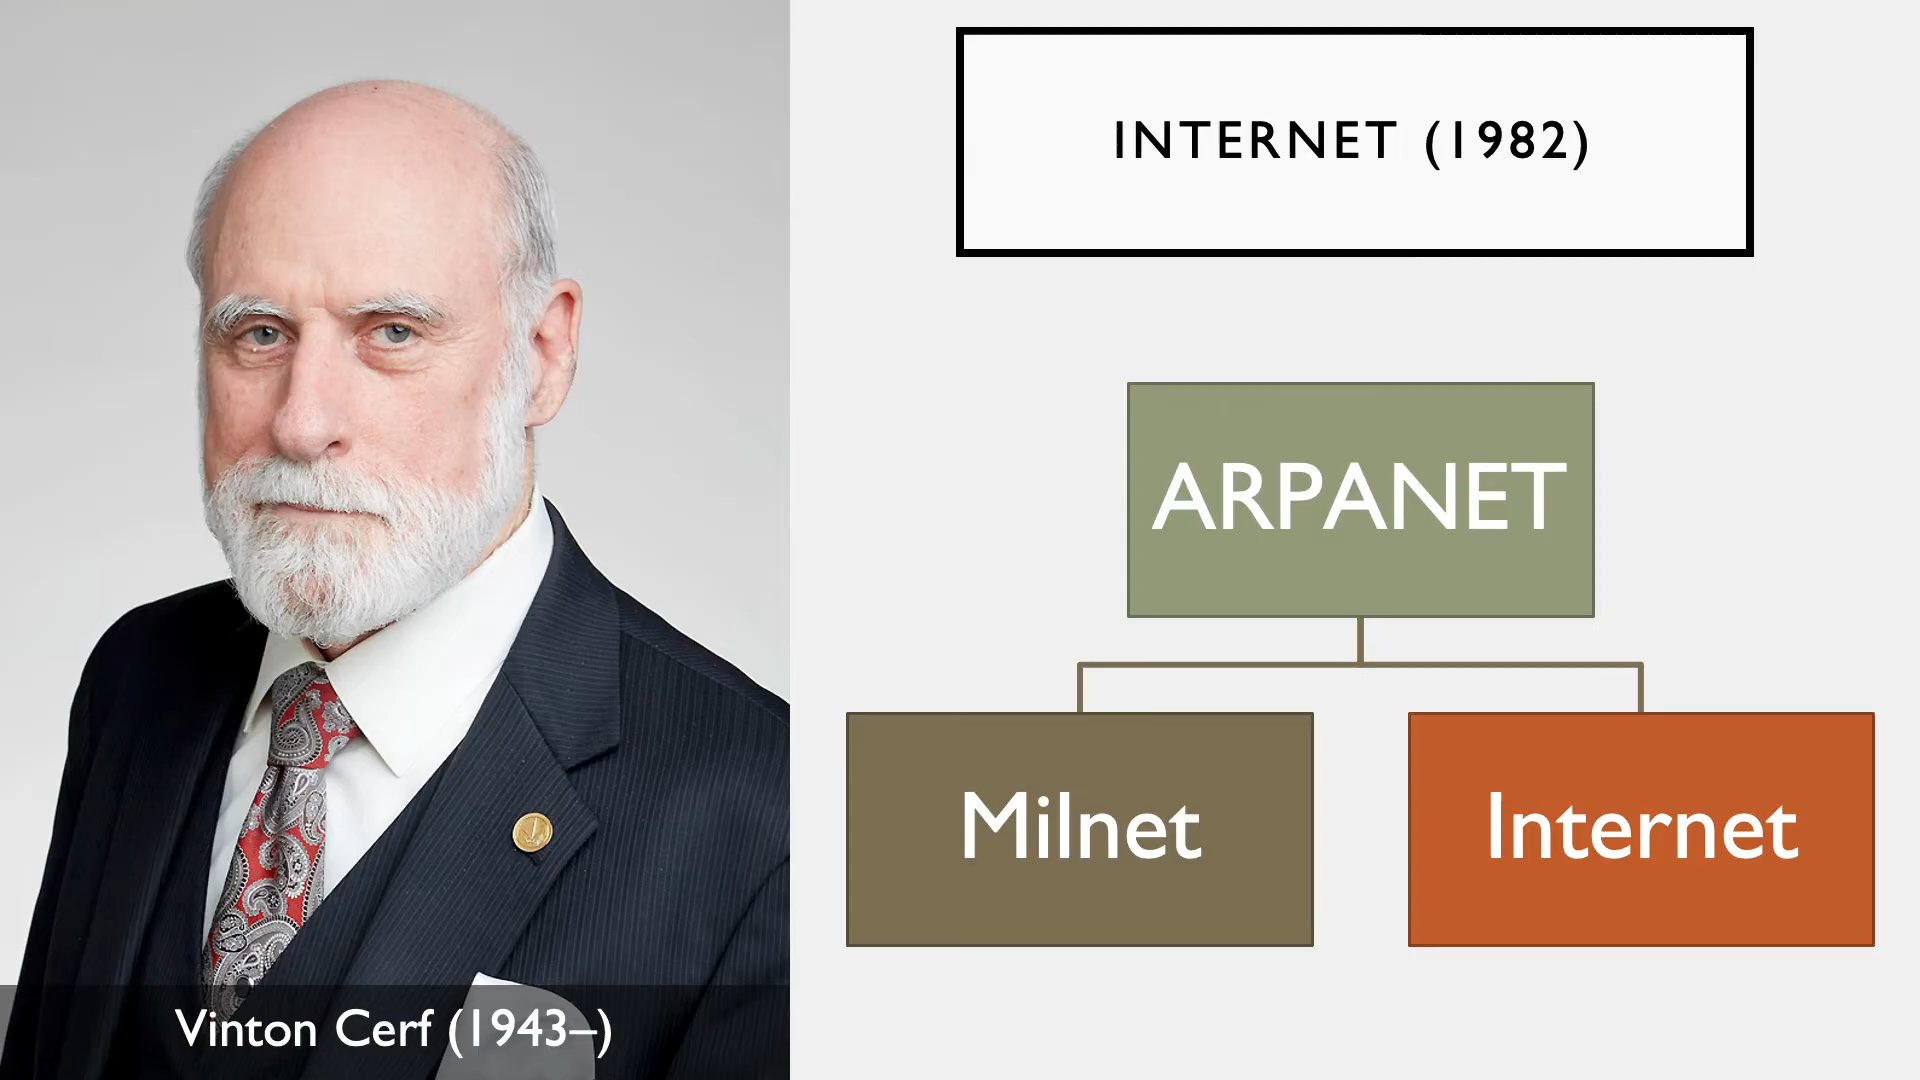 INTERNET (1982)
ARPANET
Milnet
Internet
Vinton Cerf (1943–)